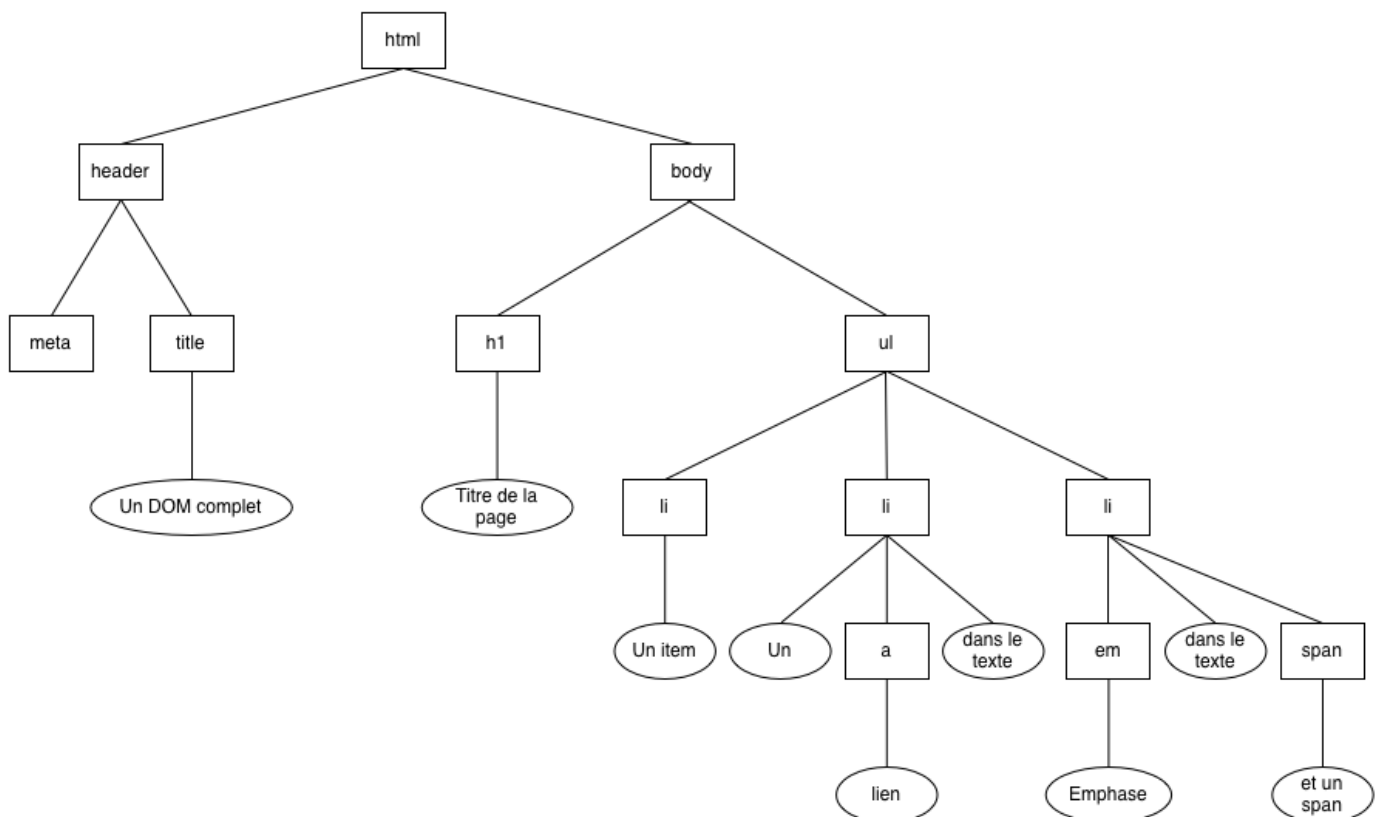 html
header
body
meta
title
h1
ul
Un DOM complet
Titre de la
page
li
li
li
Un item
Un
a
dans le
texte
em
dans le
texte
span
lien
Emphase
et un
span